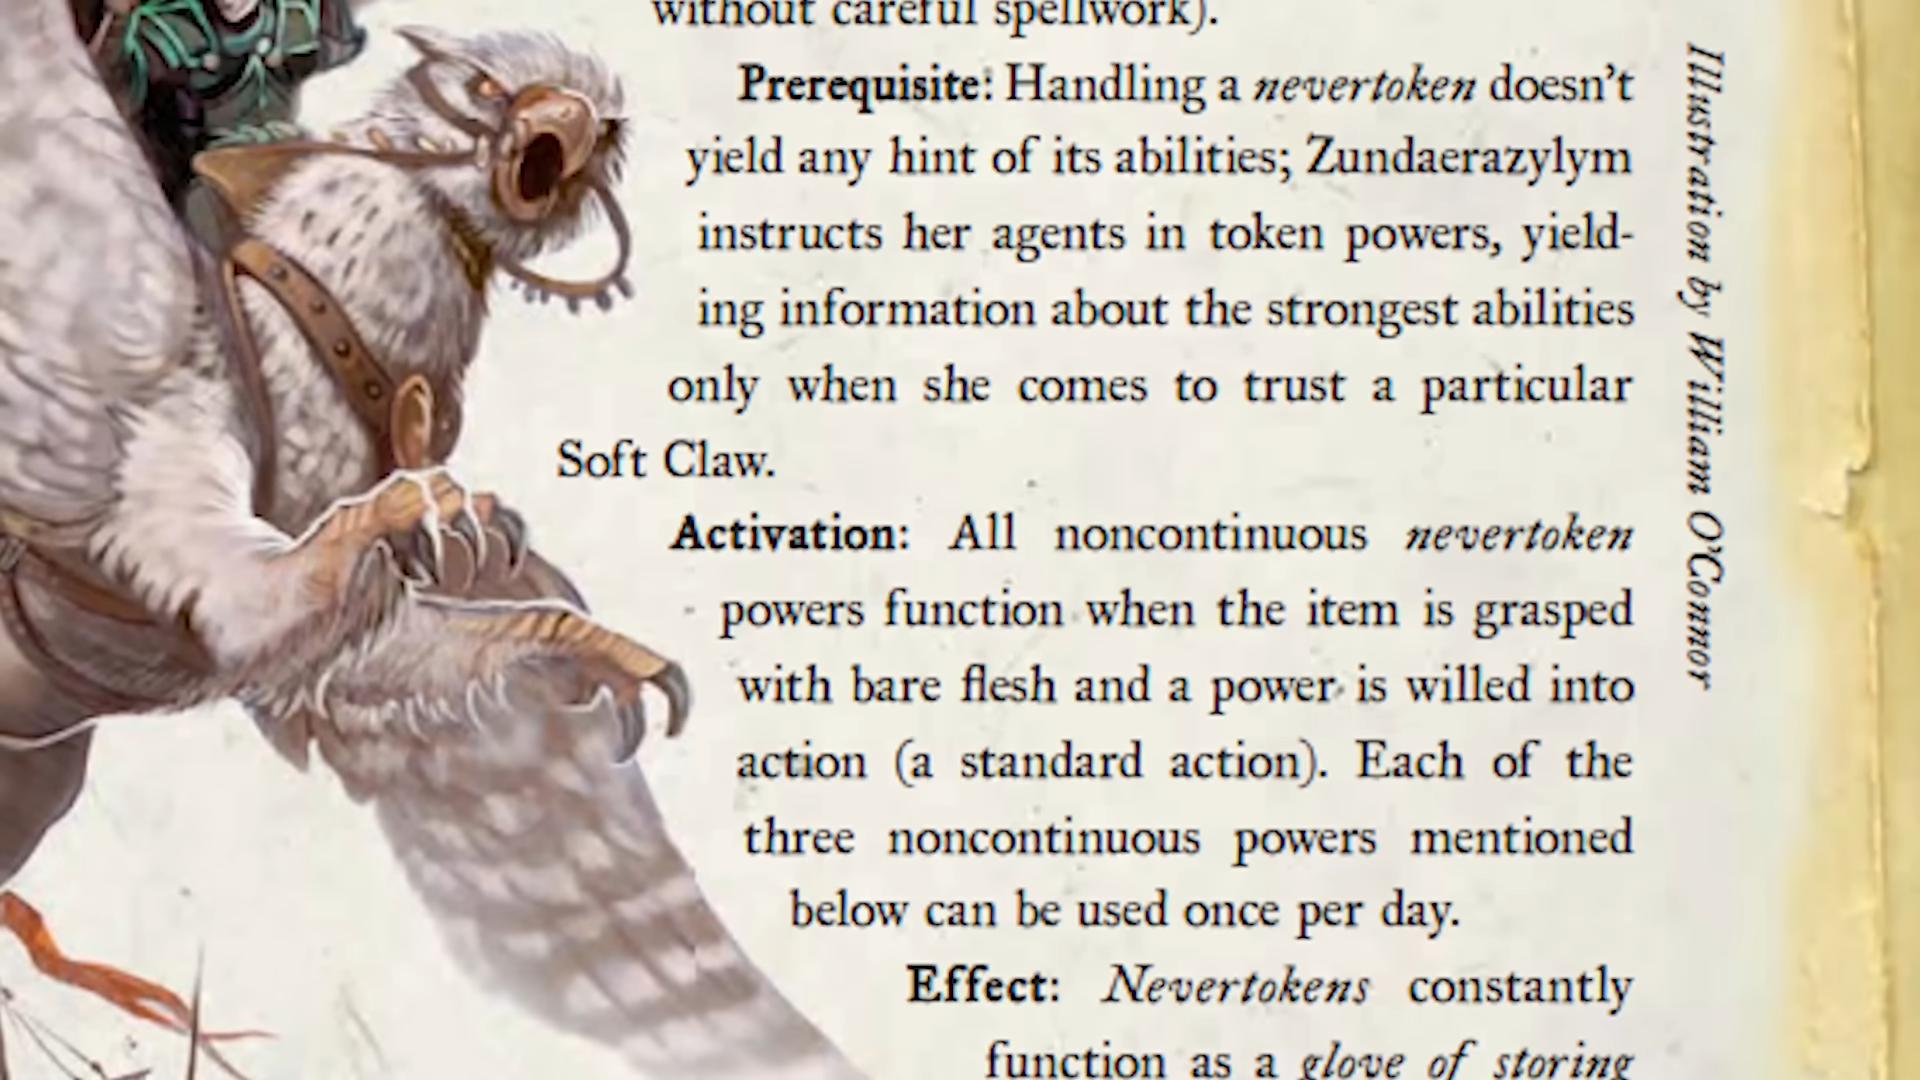 without careful spellwork).
Prerequisite: Handling a nevertoken doesn't
yield any hint of its abilities; Zundaerazylym
instructs her agents in token powers, yield-
ing information about the strongest abilities
only when she comes to trust a particular
Soft Claw.
Activation: All noncontinuous nevertoken
powers function when the item is grasped
with bare flesh and a power is willed into
action (a standard action). Each of the
three noncontinuous powers mentioned
below can be used once per day.
Effect: Nevertokens constantly
function as a glove of storing
Illustration by William O'Connor